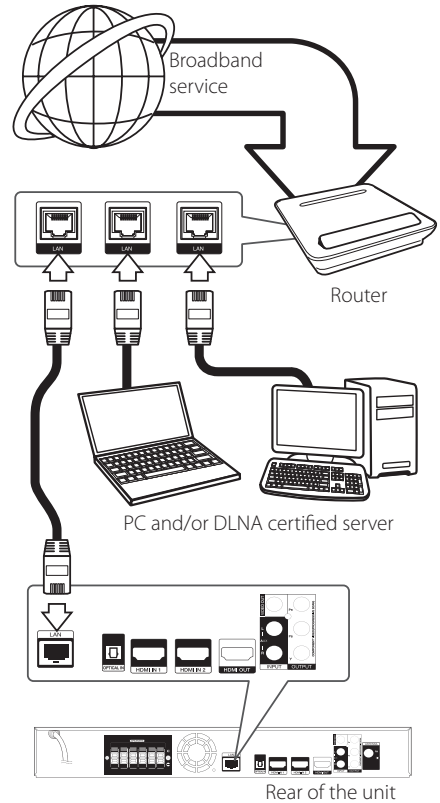 Broadband
service
LAN
LAN
LAN
Router
PC and/or DLNA certified server
LAN
OPTICAL IN
HDMI IN 1
HDMI IN 2
HDMI OUT
INPUT
OUTPUT
Rear of the unit